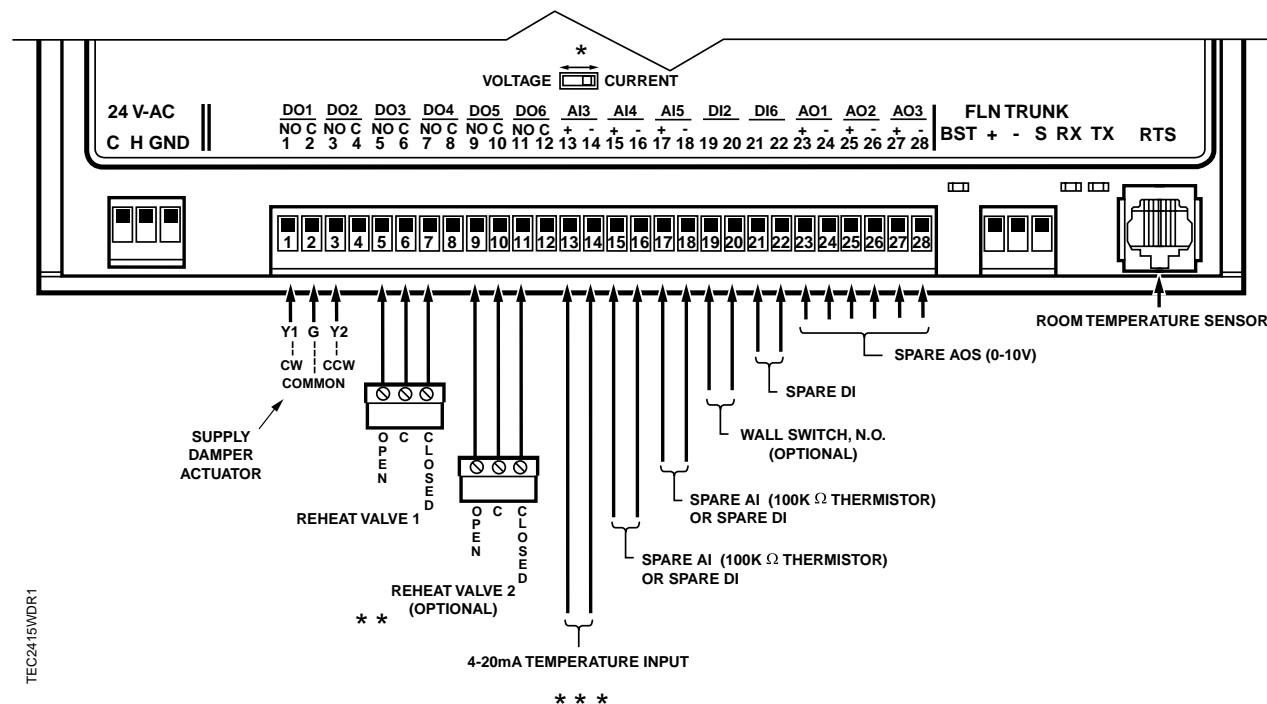 *
VOLTAGE CURRENT
24 V-AC
C H GND
DO1 DO2 DO3 DO4 DO5 DO6 AI3 AI4 AI5 DI2 DI6 AO1 AO2 AO3
NO C NO C NO C NO C NO C NO C + - + - + - + - + - + -
1 2 3 4 5 6 7 8 9 10 11 12 13 14 15 16 17 18 19 20 21 22 23 24 25 26 27 28
FLN TRUNK
BST + - S RX TX RTS
1 2 3 4 5 6 7 8 9 10 11 12 13 14 15 16 17 18 19 20 21 22 23 24 25 26 27 28
Y1 G Y2
CW CCW
COMMON
SUPPLY
DAMPER
ACTUATOR
OPEN C CLOSED
REHEAT VALVE 1
OPEN C CLOSED
REHEAT VALVE 2
(OPTIONAL)
* *
4-20mA TEMPERATURE INPUT
* * *
SPARE AI (100K Ω THERMISTOR)
OR SPARE DI
SPARE AI (100K Ω THERMISTOR)
OR SPARE DI
WALL SWITCH, N.O.
(OPTIONAL)
SPARE DI
SPARE AOS (0-10V)
ROOM TEMPERATURE SENSOR
TEC2415WDR1